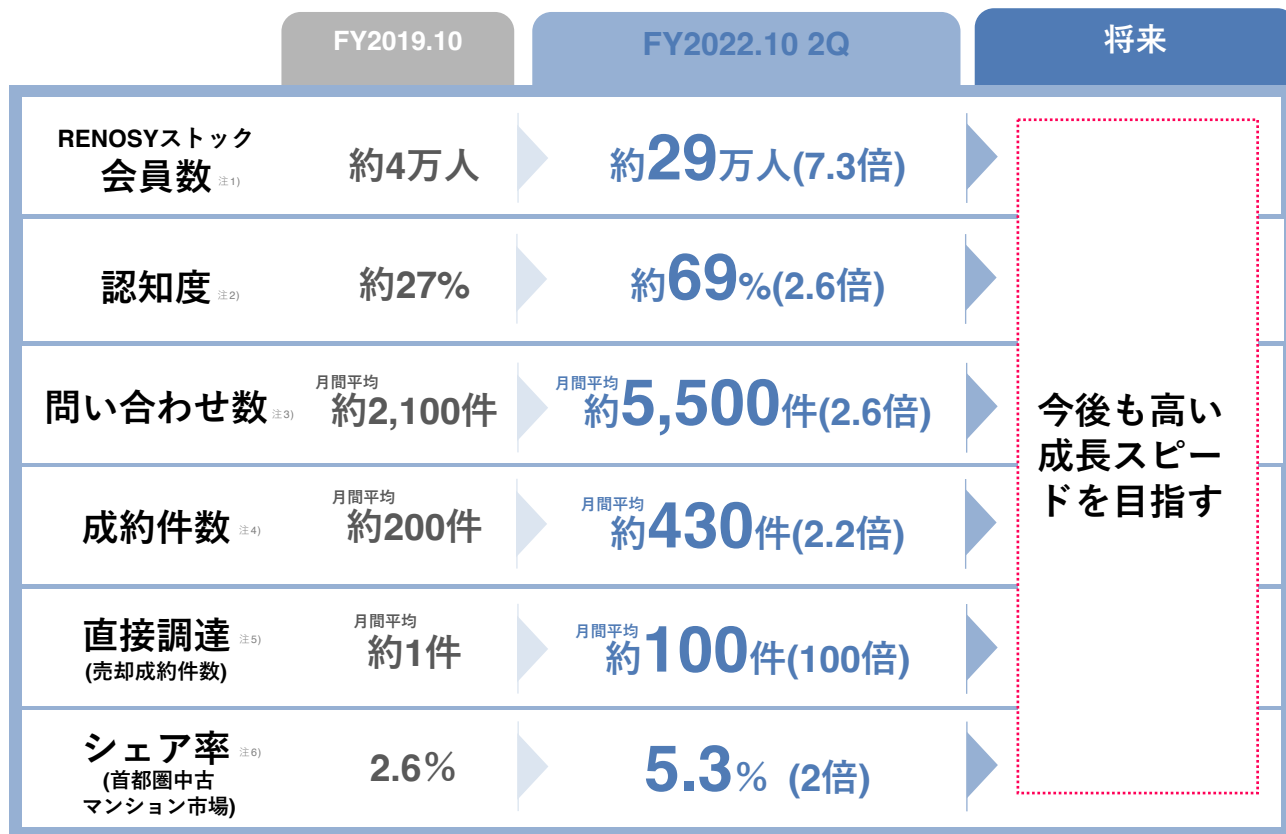 FY2019.10
FY2022.10 2Q
将来
RENOSYストック
会員数 注1)
約4万人
約29万人(7.3倍)
認知度 注2)
約27%
約69%(2.6倍)
問い合わせ数 注3)
月間平均
約2,100件
月間平均
約5,500件(2.6倍)
成約件数 注4)
月間平均
約200件
月間平均
約430件(2.2倍)
直接調達 注5)
(売却成約件数)
月間平均
約1件
月間平均
約100件(100倍)
シェア率 注6)
(首都圏中古
マンション市場)
2.6%
5.3% (2倍)
今後も高い
成長スピー
ドを目指す